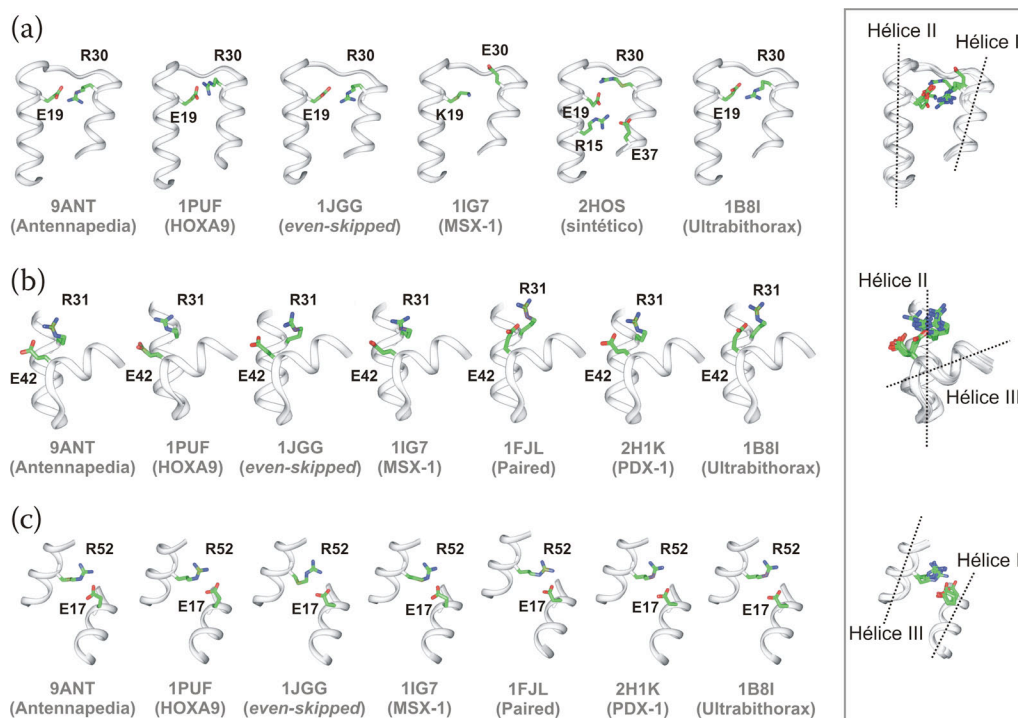 (a)
R30 R30 R30 E30 R30 R30
E19 E19 E19 K19 E19 R15 E37 E19
9ANT 1PUF 1JGG 1IG7 2HOS 1B8I
(Antennapedia) (HOXA9) (even-skipped) (MSX-1) (sintético) (Ultrabithorax)
Hélice II
Hélice I
(b)
R31 R31 R31 R31 R31 R31 R31
E42 E42 E42 E42 E42 E42 E42
9ANT 1PUF 1JGG 1IG7 1FJL 2H1K 1B8I
(Antennapedia) (HOXA9) (even-skipped) (MSX-1) (Paired) (PDX-1) (Ultrabithorax)
Hélice II
Hélice III
(c)
R52 R52 R52 R52 R52 R52 R52
E17 E17 E17 E17 E17 E17 E17
9ANT 1PUF 1JGG 1IG7 1FJL 2H1K 1B8I
(Antennapedia) (HOXA9) (even-skipped) (MSX-1) (Paired) (PDX-1) (Ultrabithorax)
Hélice I
Hélice III